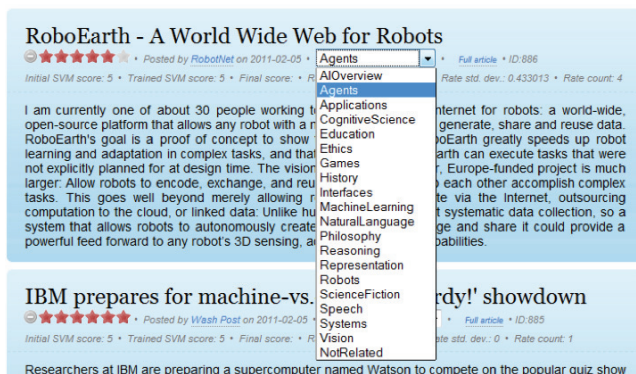 RoboEarth - A World Wide Web for Robots
• Posted by RobotNet on 2011-02-05 • Agents • Full article • ID:886
Initial SVM score: 5 • Trained SVM score: 5 • Final score: • R Rate std. dev.: 0.433013 • Rate count: 4
AIOverview
Agents
Applications
CognitiveScience
Education
Ethics
Games
History
Interfaces
MachineLearning
NaturalLanguage
Philosophy
Reasoning
Representation
Robots
ScienceFiction
Speech
Systems
Vision
NotRelated
I am currently one of about 30 people working t nternet for robots: a world-wide,
open-source platform that allows any robot with a n generate, share and reuse data.
RoboEarth's goal is a proof of concept to show oEarth greatly speeds up robot
learning and adaptation in complex tasks, and that arth can execute tasks that were
not explicitly planned for at design time. The vision r, Europe-funded project is much
larger: Allow robots to encode, exchange, and reu o each other accomplish complex
tasks. This goes well beyond merely allowing r te via the Internet, outsourcing
computation to the cloud, or linked data: Unlike hu t systematic data collection, so a
system that allows robots to autonomously create ge and share it could provide a
powerful feed forward to any robot's 3D sensing, a pabilities.
IBM prepares for machine-vs. rdy!' showdown
• Posted by Wash Post on 2011-02-05 • • Full article • ID:885
Initial SVM score: 5 • Trained SVM score: 5 • Final score: • R ate std. dev.: 0 • Rate count: 1
Researchers at IBM are preparing a supercomputer named Watson to compete on the popular quiz show